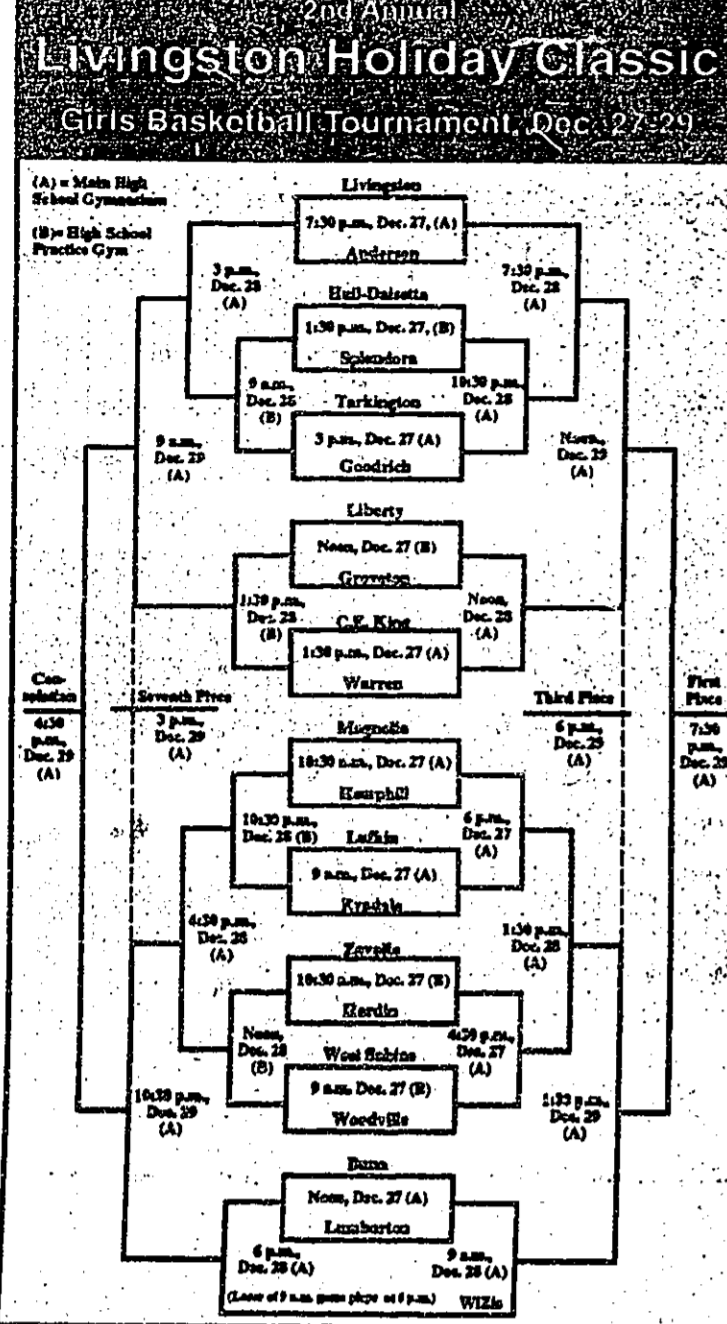 2nd Annual
Livingston Holiday Classic
Girls Basketball Tournament, Dec. 27-29
(A) = Main High
School Gymnasium
(B)= High School
Practice Gym
Livingston
7:30 p.m., Dec. 27, (A)
Anderson
3 p.m.,
Dec. 28
(A)
7:30 p.m.,
Dec. 28
(A)
Hull-Daisetta
1:30 p.m., Dec. 27, (B)
Splendora
9 a.m.,
Dec. 28
(B)
10:30 p.m.,
Dec. 28
(A)
Tarkington
3 p.m., Dec. 27 (A)
Goodrich
9 a.m.,
Dec. 29
(A)
Noon,
Dec. 29
(A)
Liberty
Noon, Dec. 27 (B)
Groveton
1:30 p.m.,
Dec. 28
(B)
Noon,
Dec. 28
(A)
C.E. King
1:30 p.m., Dec. 27 (A)
Warren
Con-
solation
4:30
p.m.,
Dec. 29
(A)
Seventh Place
3 p.m.,
Dec. 29
(A)
Third Place
6 p.m.,
Dec. 29
(A)
First
Place
7:30
p.m.,
Dec. 29
(A)
Magnolia
10:30 a.m., Dec. 27 (A)
Hemphill
10:30 p.m.,
Dec. 28 (B)
6 p.m.,
Dec. 27
(A)
Lufkin
9 a.m., Dec. 27 (A)
4:30 p.m.,
Dec. 28
(A)
1:30 p.m.,
Dec. 28
(A)
Zavalla
10:30 a.m., Dec. 27 (B)
Hardin
Noon,
Dec. 28
(B)
4:30 p.m.,
Dec. 27
(A)
West Sabine
9 a.m. Dec. 27 (B)
Woodville
10:30 p.m.,
Dec. 29
(A)
1:30 p.m.,
Dec. 29
(A)
Buna
Noon, Dec. 27 (A)
Lumberton
6 p.m.,
Dec. 28 (A)
9 a.m.,
Dec. 28 (A)
(Loser of 9 a.m. game plays at 6 p.m.)